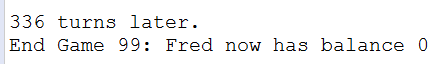 336 turns later.
End Game 99: Fred now has balance 0